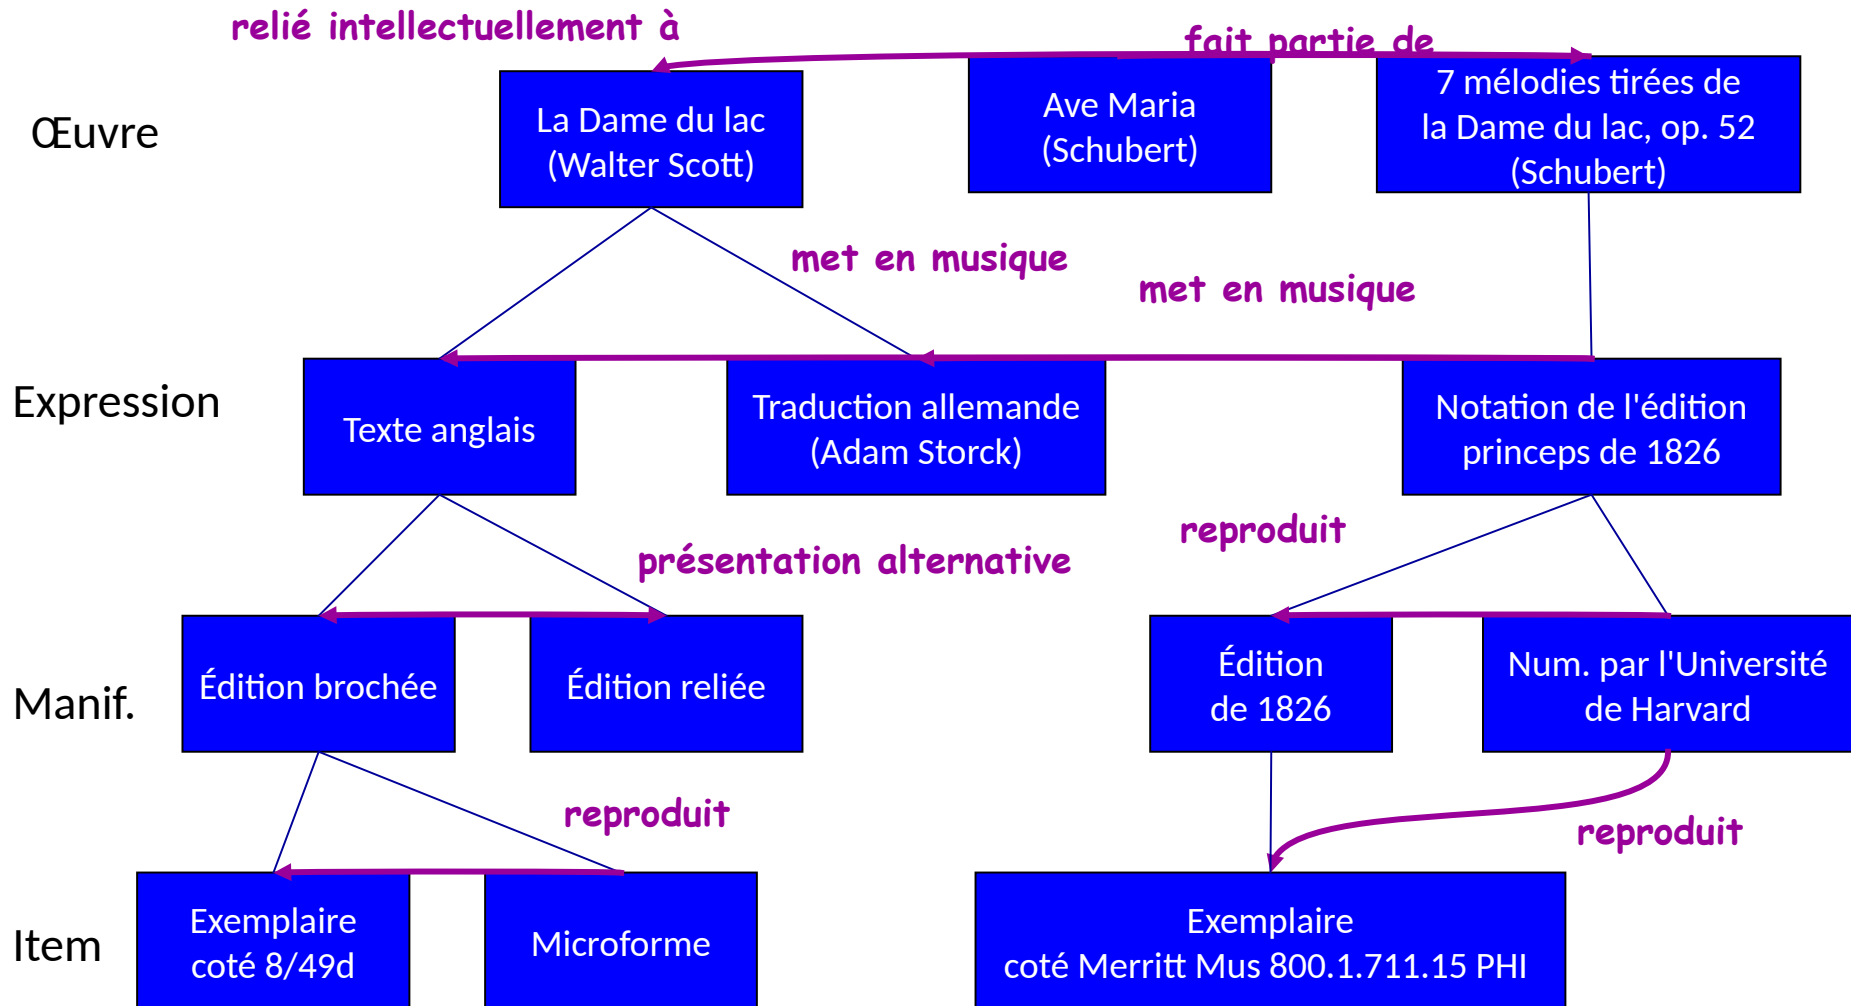 relié intellectuellement à
fait partie de
Œuvre
La Dame du lac
(Walter Scott)
Ave Maria
(Schubert)
7 mélodies tirées de
la Dame du lac, op. 52
(Schubert)
met en musique
met en musique
Expression
Texte anglais
Traduction allemande
(Adam Storck)
Notation de l'édition
princeps de 1826
présentation alternative
reproduit
Manif.
Édition brochée
Édition reliée
Édition
de 1826
Num. par l'Université
de Harvard
reproduit
reproduit
Item
Exemplaire
coté 8/49d
Microforme
Exemplaire
coté Merritt Mus 800.1.711.15 PHI